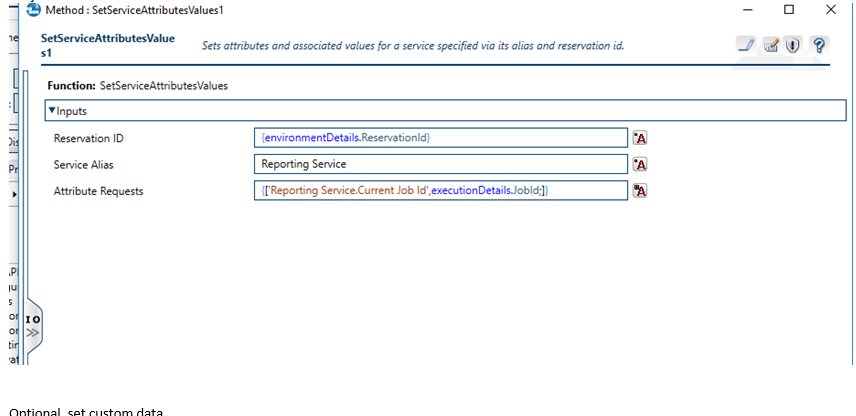 Method : SetServiceAttributesValues1
SetServiceAttributesValue
s1
Sets attributes and associated values for a service specified via its alias and reservation id.
Function: SetServiceAttributesValues
Inputs
Reservation ID
{environmentDetails.ReservationId}
Service Alias
Reporting Service
Attribute Requests
{['Reporting Service.Current Job Id',executionDetails.JobId;]}
I O
Optional set custom data